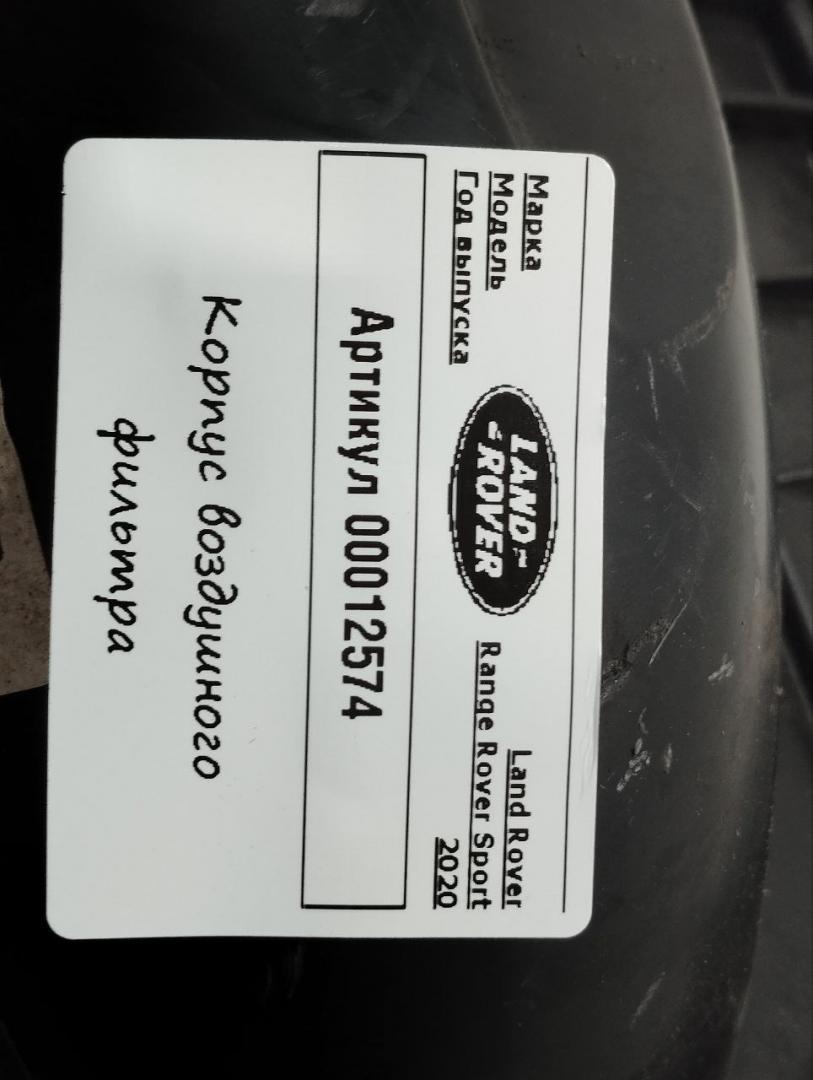 Марка
Land Rover
Модель
Range Rover Sport
Год выпуска
2020
LAND
ROVER
Артикул 00012574
Корпус воздушного
фильтра